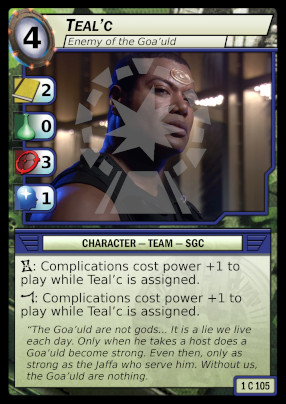 4
TEAL'C
Enemy of the Goa'uld
2
0
3
1
CHARACTER – TEAM – SGC
: Complications cost power +1 to
play while Teal'c is assigned.
: Complications cost power +1 to
play while Teal'c is assigned.
"The Goa'uld are not gods... It is a lie we live
each day. Only when he takes a host does a
Goa'uld become strong. Even then, only as
strong as the Jaffa who serve him. Without us,
the Goa'uld are nothing.
1 C 105